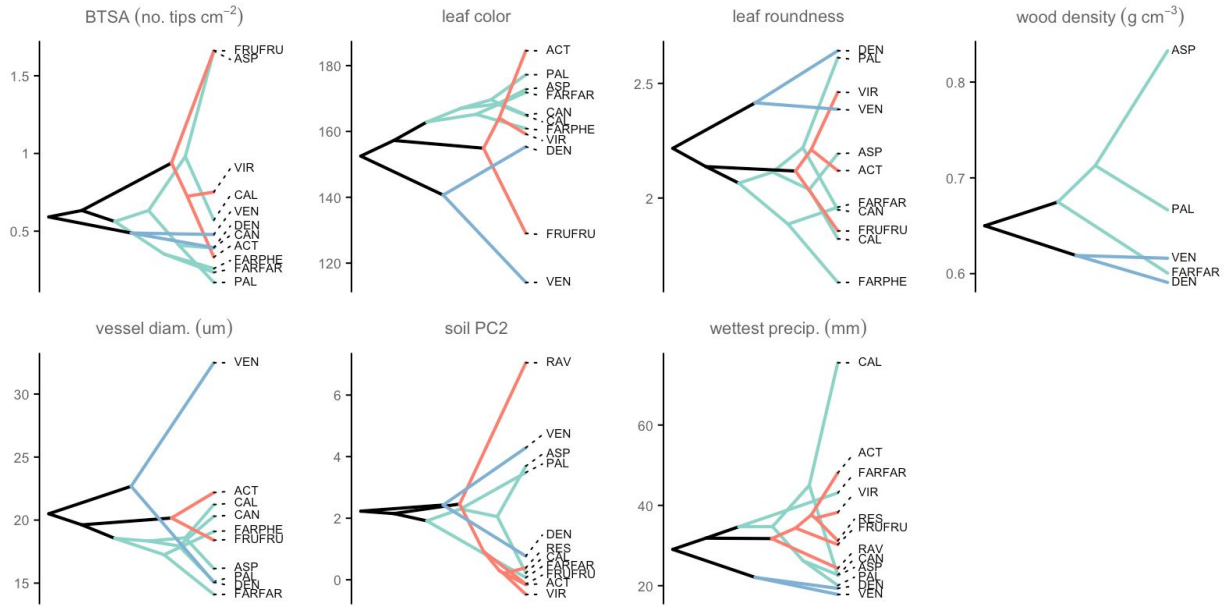 BTSA (no. tips cm⁻²)
1.5
1
0.5
FRUFRU
ASP
VIR
CAL
VEN
DEN
CAN
ACT
FARPHE
FARFAR
PAL
leaf color
180
160
140
120
ACT
PAL
ASP
FARFAR
CAN
CAL
FARPHE
VIR
DEN
FRUFRU
VEN
leaf roundness
2.5
2
DEN
PAL
VIR
VEN
ASP
ACT
FARFAR
CAN
FRUFRU
CAL
FARPHE
wood density (g cm⁻³)
0.8
0.7
0.6
ASP
PAL
VEN
FARFAR
DEN
vessel diam. (um)
30
25
20
15
VEN
ACT
CAL
CAN
FARPHE
FRUFRU
ASP
PAL
DEN
FARFAR
soil PC2
6
4
2
0
RAV
VEN
ASP
PAL
DEN
RES
CAL
FARFAR
FRUFRU
ACT
VIR
wettest precip. (mm)
60
40
20
CAL
ACT
FARFAR
VIR
RES
FRUFRU
RAV
CAN
ASP
PAL
DEN
VEN